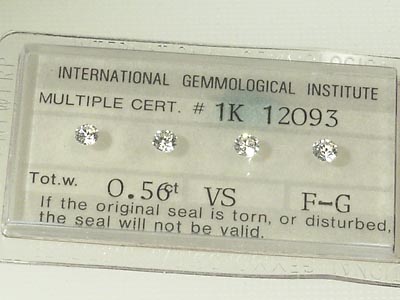 INTERNATIONAL GEMMOLOGICAL INSTITUTE
MULTIPLE CERT. # 1K 12093
Tot.w. 0.56ct VS F-G
If the original seal is torn, or disturbed,
the seal will not be valid.